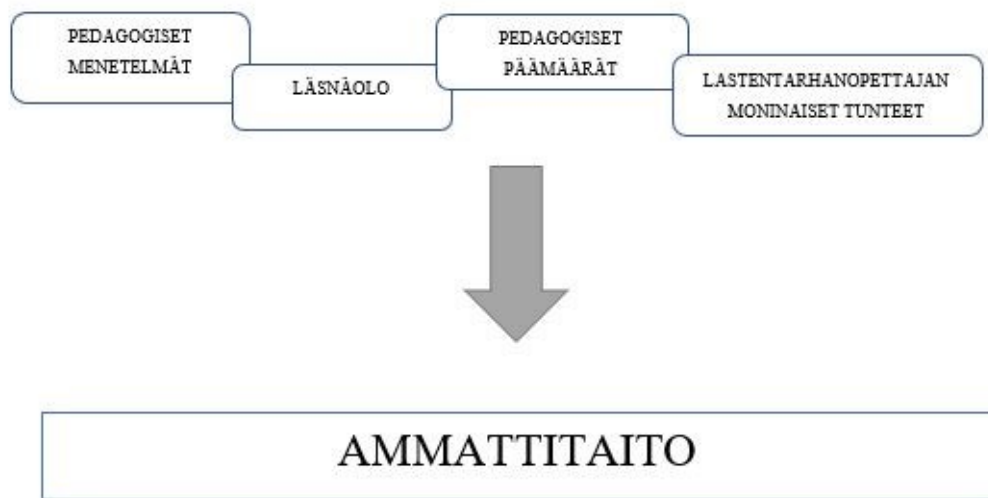 PEDAGOGISET
MENETELMÄT
LÄSNÄOLO
PEDAGOGISET
PÄÄMÄÄRÄT
LASTENTARHANOPETTAJAN
MONINAISET TUNTEET
AMMATTITAITO